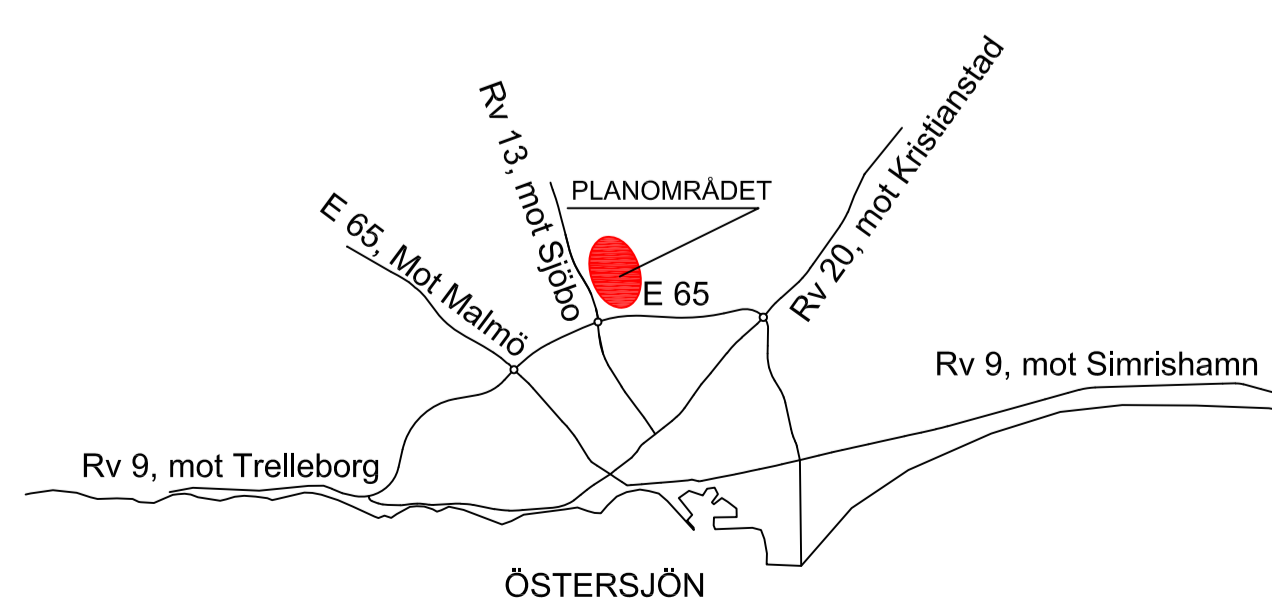 Rv 20, mot Kristianstad
Rv 13, mot Sjöbo
PLANOMRÅDET
E 65, Mot Malmö
E 65
Rv 9, mot Simrishamn
Rv 9, mot Trelleborg
ÖSTERSJÖN